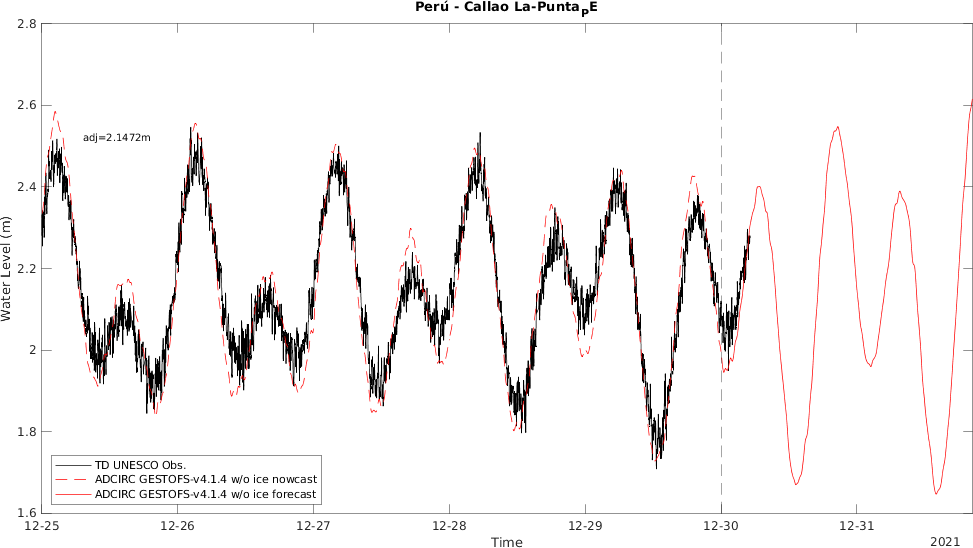 Perú - Callao La-PuntaPE
2.8
2.6
2.4
2.2
2
1.8
1.6
Water Level (m)
adj=2.1472m
TD UNESCO Obs.
ADCIRC GESTOFS-v4.1.4 w/o ice nowcast
ADCIRC GESTOFS-v4.1.4 w/o ice forecast
12-25 12-26 12-27 12-28 12-29 12-30 12-31
Time
2021